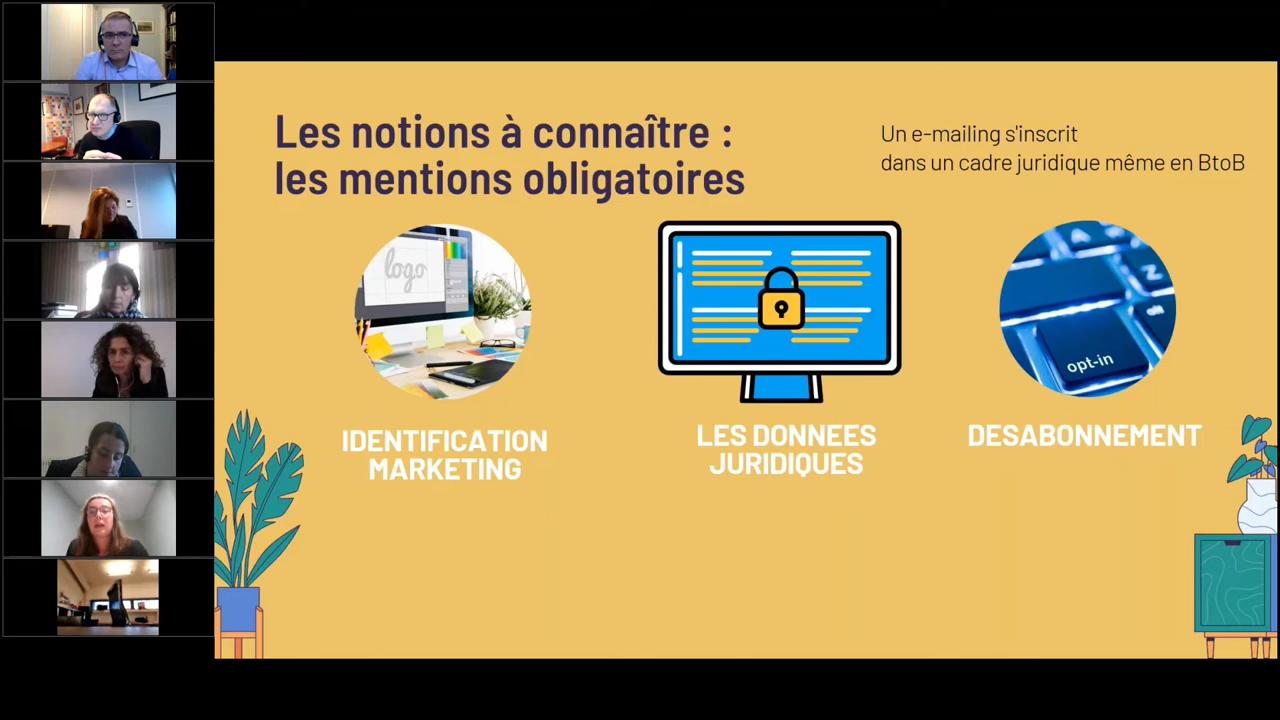 Les notions à connaître :
les mentions obligatoires
Un e-mailing s'inscrit
dans un cadre juridique même en BtoB
logo
opt-in
A
N
IDENTIFICATION
MARKETING
LES DONNEES
JURIDIQUES
DESABONNEMENT